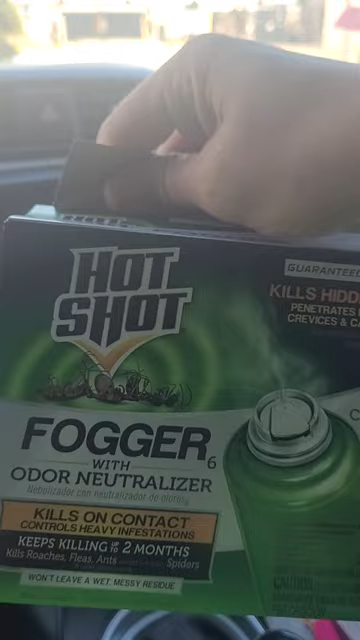 HOT
SHOT
GUARANTEED
KILLS HIDD
PENETRATES
CREVICES & C
FOGGER6
WITH
ODOR NEUTRALIZER
Nebulizador con neutralizador de olores
KILLS ON CONTACT
CONTROLS HEAVY INFESTATIONS
KEEPS KILLING UP TO 2 MONTHS
Kills Roaches, Fleas, Ants Spiders
WON'T LEAVE A WET, MESSY RESIDUE
CAUTION